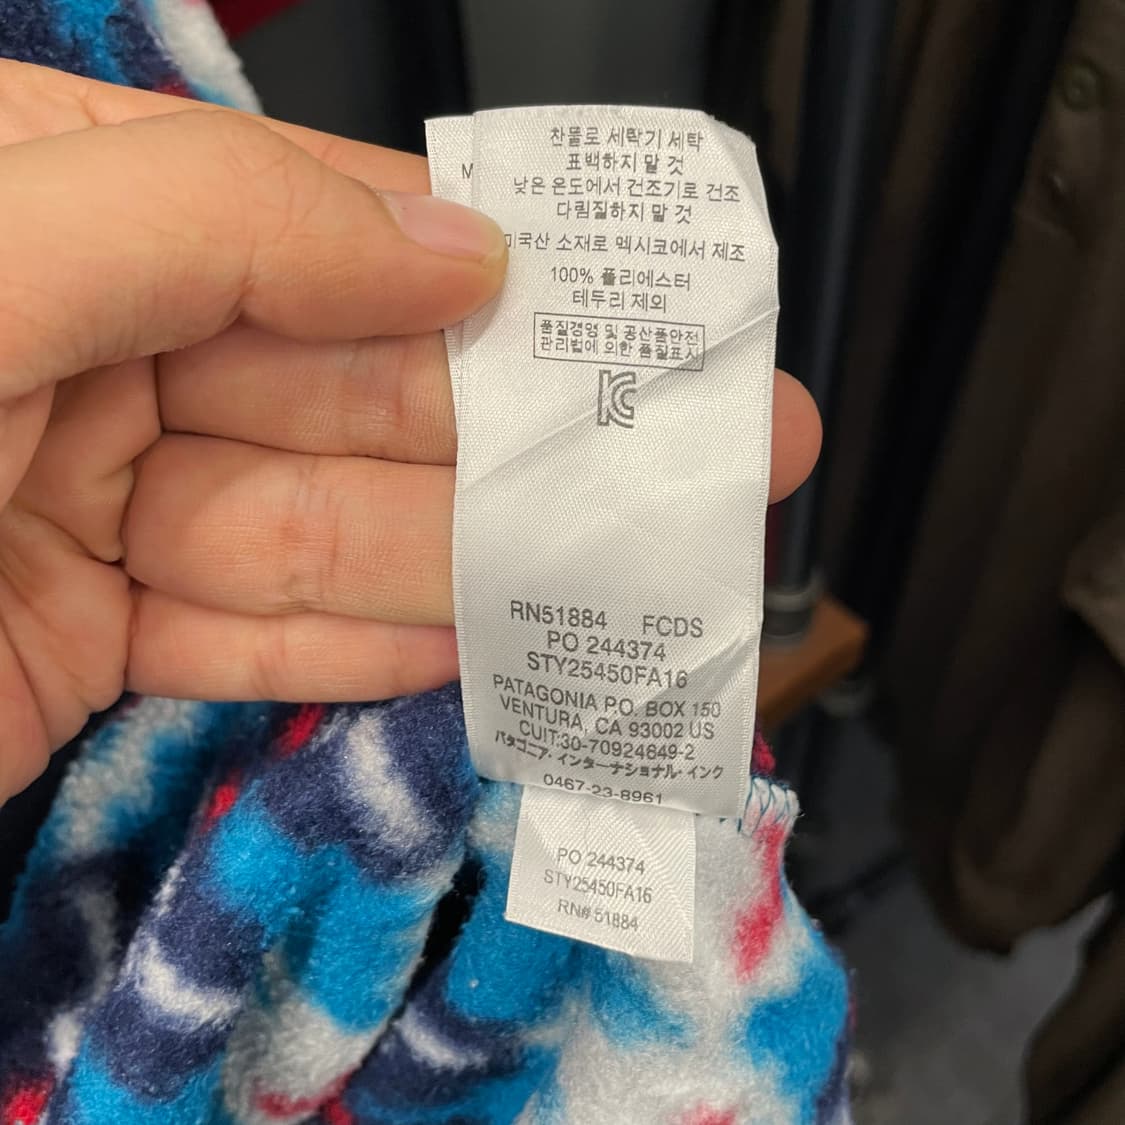 찬물로 세탁기 세탁
표백하지 말 것
낮은 온도에서 건조기로 건조
다림질하지 말 것
미국산 소재로 멕시코에서 제조
100% 폴리에스터
테두리 제외
품질경영 및 공산품안전
관리법에 의한 품질표시
KC
RN51884 FCDS
PO 244374
STY25450FA16
PATAGONIA P.O. BOX 150
VENTURA, CA 93002 US
CUIT:30-70924649-2
パタゴニア・インターナショナル・インク
0467-23-8961
PO 244374
STY25450FA16
RN# 51884